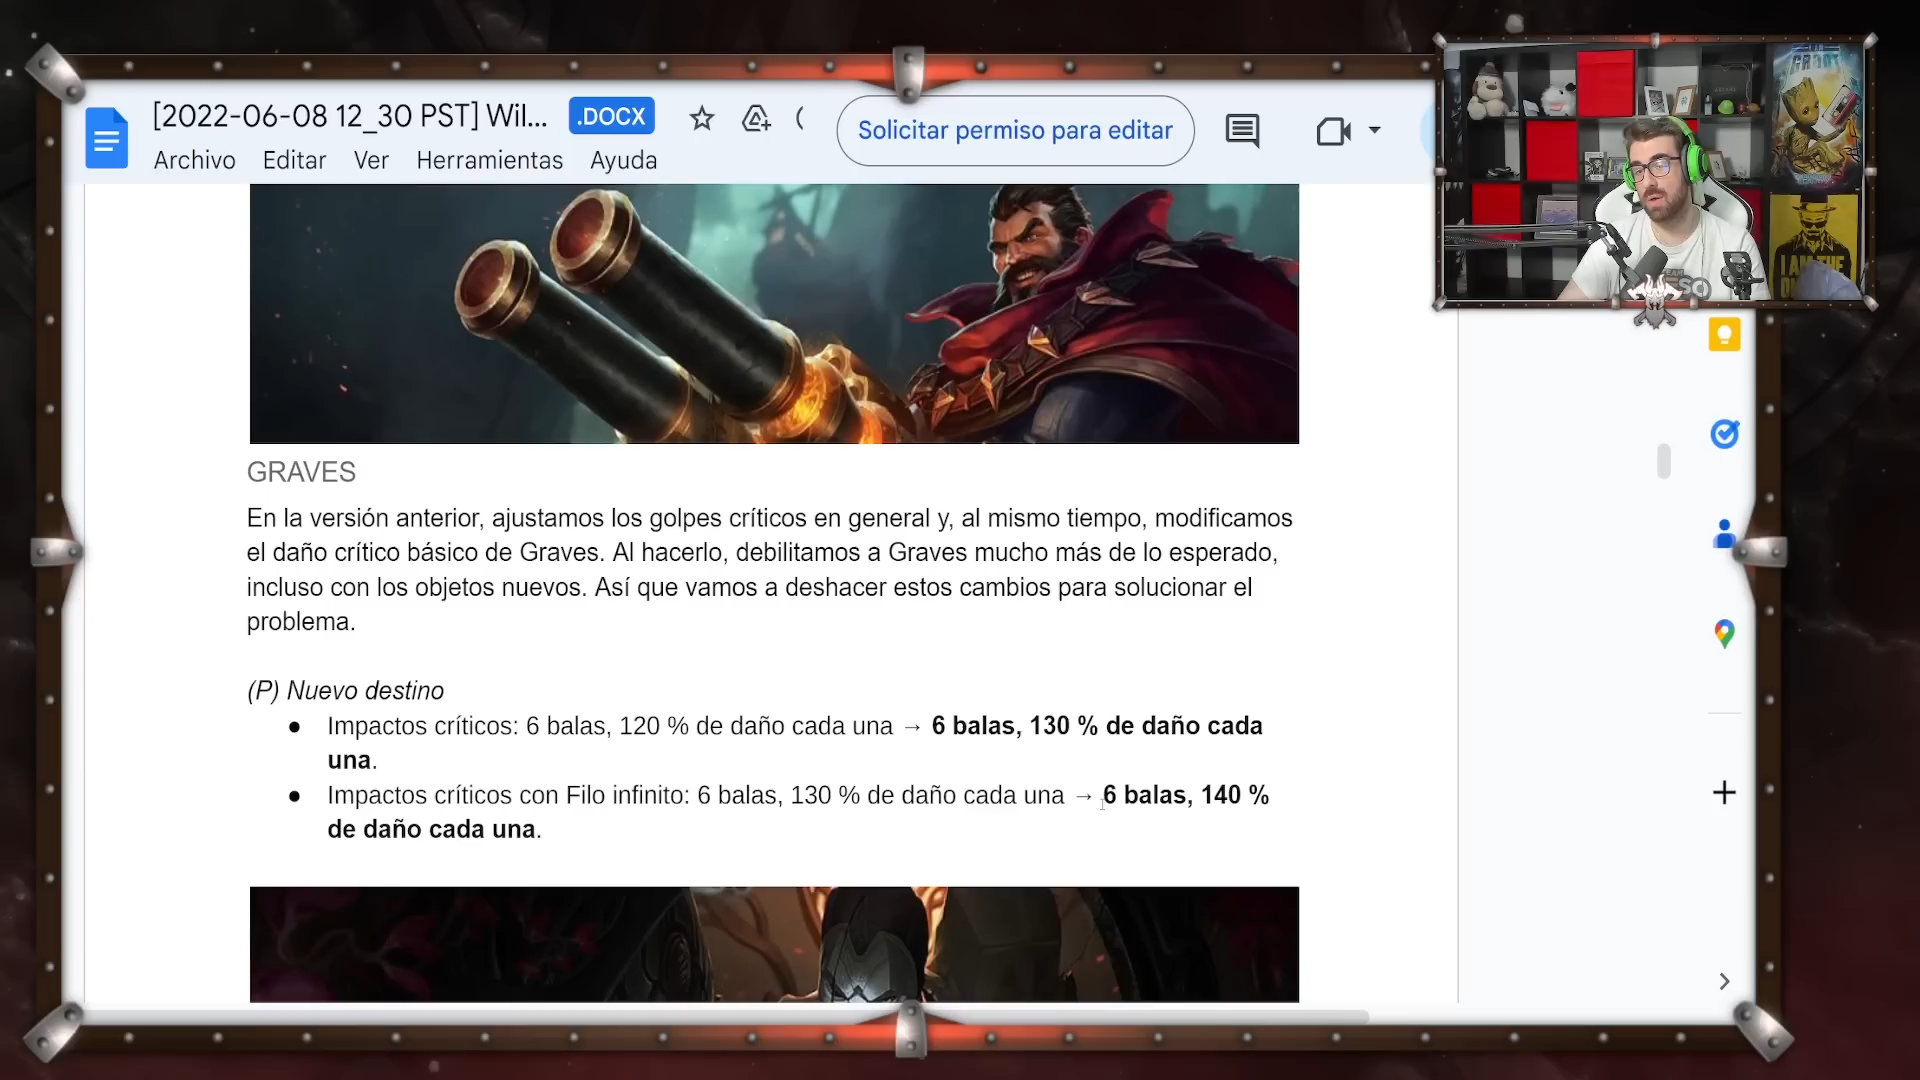 [2022-06-08 12_30 PST] Wil...
.DOCX
Solicitar permiso para editar
Archivo Editar Ver Herramientas Ayuda
GRAVES
En la versión anterior, ajustamos los golpes críticos en general y, al mismo tiempo, modificamos
el daño crítico básico de Graves. Al hacerlo, debilitamos a Graves mucho más de lo esperado,
incluso con los objetos nuevos. Así que vamos a deshacer estos cambios para solucionar el
problema.
(P) Nuevo destino
● Impactos críticos: 6 balas, 120 % de daño cada una → 6 balas, 130 % de daño cada
una.
● Impactos críticos con Filo infinito: 6 balas, 130 % de daño cada una → 6 balas, 140 %
de daño cada una.
GROOT
I AM THE